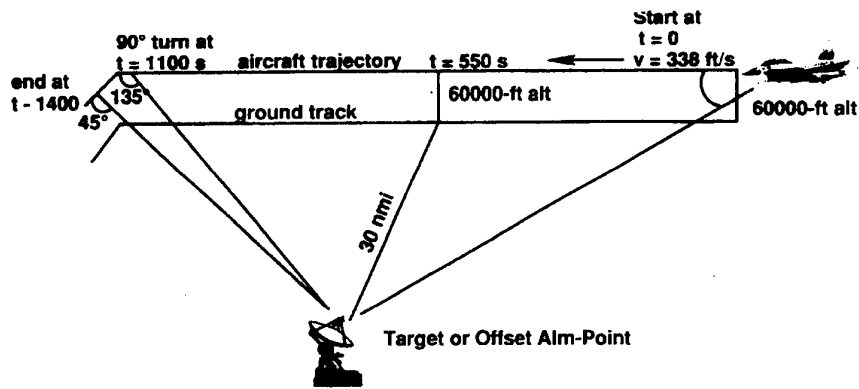 Start at
t = 0
v = 338 ft/s
90° turn at
t = 1100 s
aircraft trajectory
t = 550 s
end at
t - 1400
135°
45°
60000-ft alt
60000-ft alt
ground track
30 nmi
Target or Offset Aim-Point